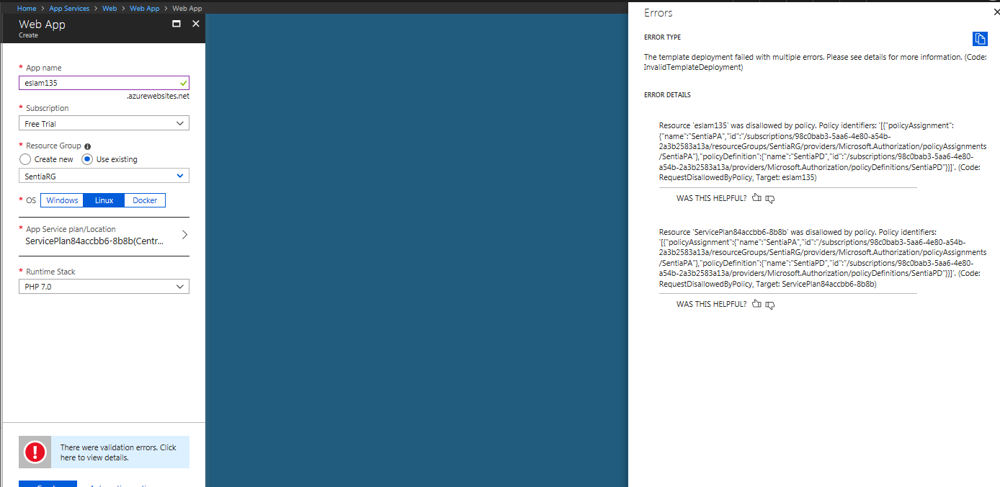 Home > App Services > Web > Web App > Web App
Web App
Create
* App name
eslam135
.azurewebsites.net
* Subscription
Free Trial
* Resource Group
Create new Use existing
SentiaRG
* OS Windows Linux Docker
* App Service plan/Location
ServicePlan84accbb6-8b8b(Centr...
* Runtime Stack
PHP 7.0
There were validation errors. Click
here to view details.
Errors
ERROR TYPE
The template deployment failed with multiple errors. Please see details for more information. (Code:
InvalidTemplateDeployment)
ERROR DETAILS
Resource 'eslam135' was disallowed by policy. Policy identifiers: '[{"policyAssignment":
{"name":"SentiaPA","id":"/subscriptions/98c0bab3-5aa6-4e80-a54b-
2a3b2583a13a/resourceGroups/SentiaRG/providers/Microsoft.Authorization/policyAssignments
/SentiaPA"},"policyDefinition":{"name":"SentiaPD","id":"/subscriptions/98c0bab3-5aa6-4e80-
a54b-2a3b2583a13a/providers/Microsoft.Authorization/policyDefinitions/SentiaPD"}}]'. (Code:
RequestDisallowedByPolicy, Target: eslam135)
WAS THIS HELPFUL?
Resource 'ServicePlan84accbb6-8b8b' was disallowed by policy. Policy identifiers:
'[{"policyAssignment":{"name":"SentiaPA","id":"/subscriptions/98c0bab3-5aa6-4e80-a54b-
2a3b2583a13a/resourceGroups/SentiaRG/providers/Microsoft.Authorization/policyAssignments
/SentiaPA"},"policyDefinition":{"name":"SentiaPD","id":"/subscriptions/98c0bab3-5aa6-4e80-
a54b-2a3b2583a13a/providers/Microsoft.Authorization/policyDefinitions/SentiaPD"}}]'. (Code:
RequestDisallowedByPolicy, Target: ServicePlan84accbb6-8b8b)
WAS THIS HELPFUL?